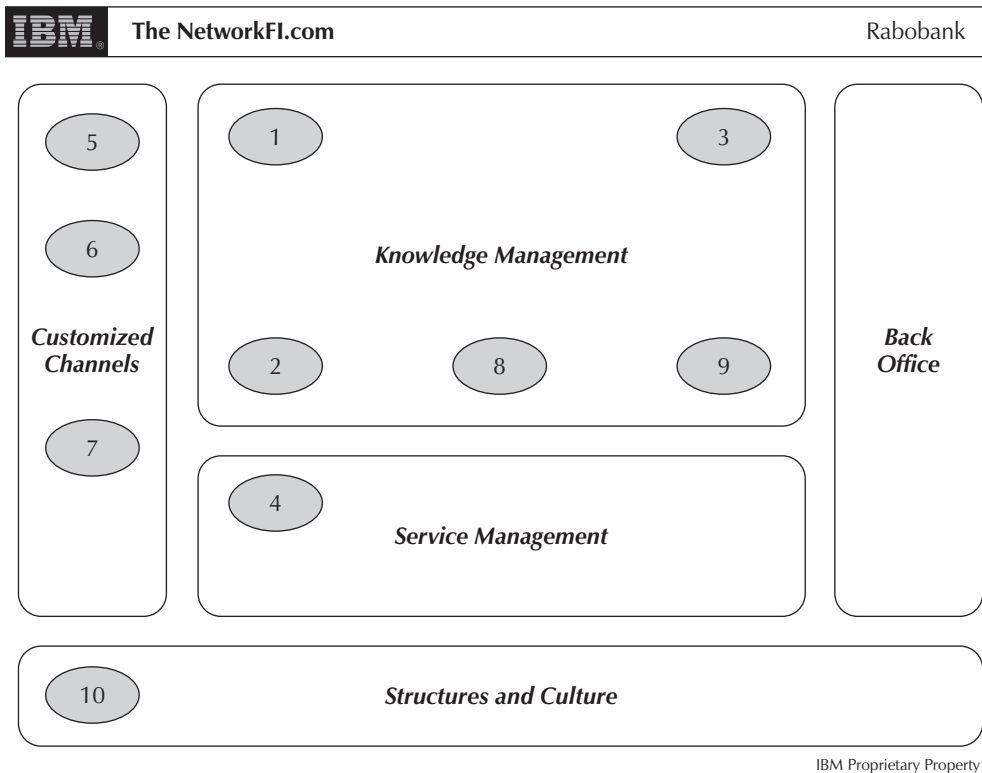 IBM®
The NetworkFI.com
Rabobank
5
6
Customized
Channels
7
1
3
Knowledge Management
2
8
9
4
Service Management
Back
Office
10
Structures and Culture
IBM Proprietary Property